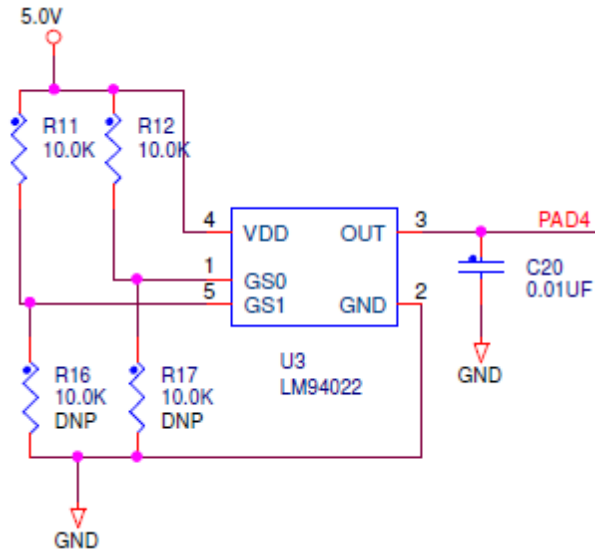 5.0V
R11
10.0K
R12
10.0K
4
VDD
OUT
3
PAD4
1
GS0
5
GS1
GND
2
C20
0.01UF
GND
U3
LM94022
R16
10.0K
DNP
R17
10.0K
DNP
GND